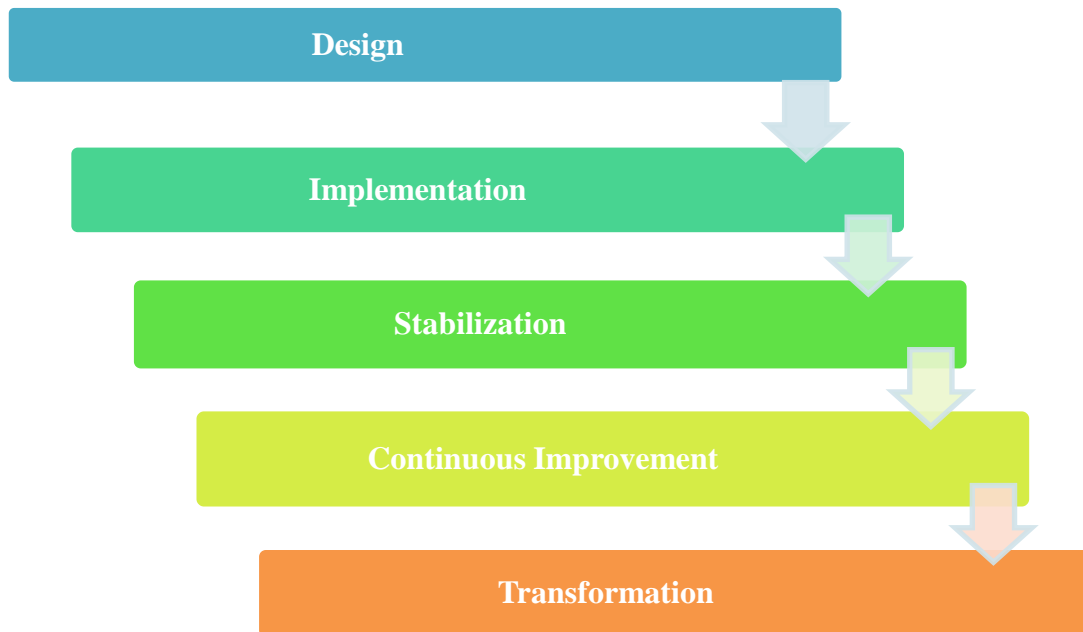 Design
Implementation
Stabilization
Continuous Improvement
Transformation